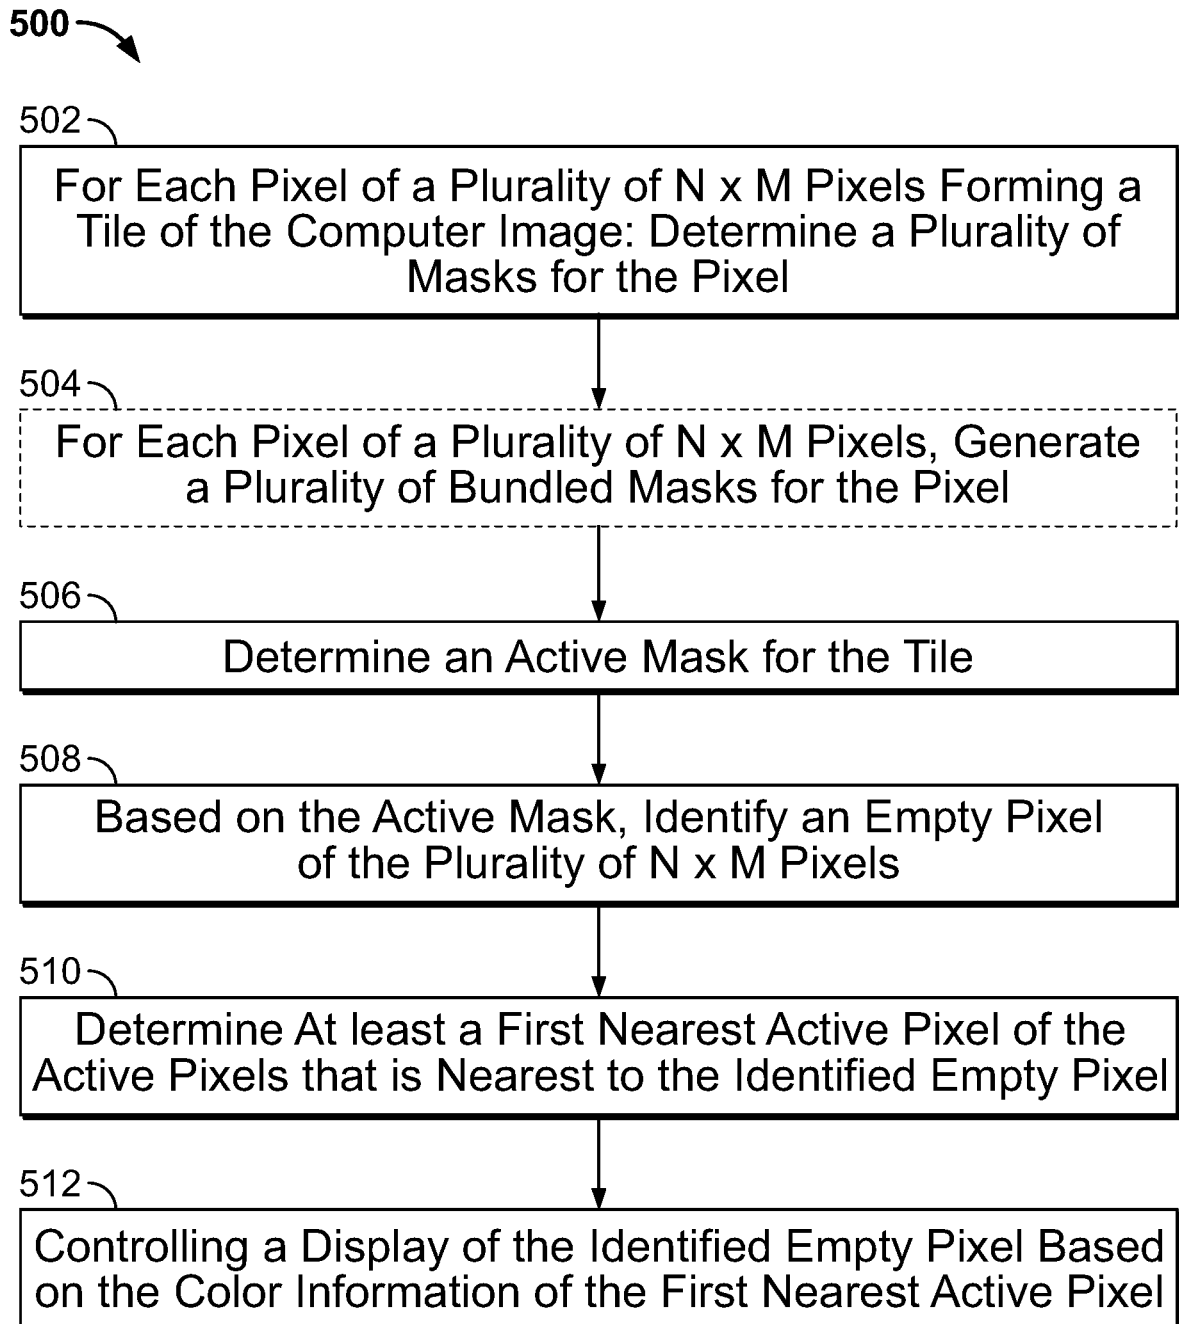 500
502
For Each Pixel of a Plurality of N x M Pixels Forming a
Tile of the Computer Image: Determine a Plurality of
Masks for the Pixel
504
For Each Pixel of a Plurality of N x M Pixels, Generate
a Plurality of Bundled Masks for the Pixel
506
Determine an Active Mask for the Tile
508
Based on the Active Mask, Identify an Empty Pixel
of the Plurality of N x M Pixels
510
Determine At least a First Nearest Active Pixel of the
Active Pixels that is Nearest to the Identified Empty Pixel
512
Controlling a Display of the Identified Empty Pixel Based
on the Color Information of the First Nearest Active Pixel